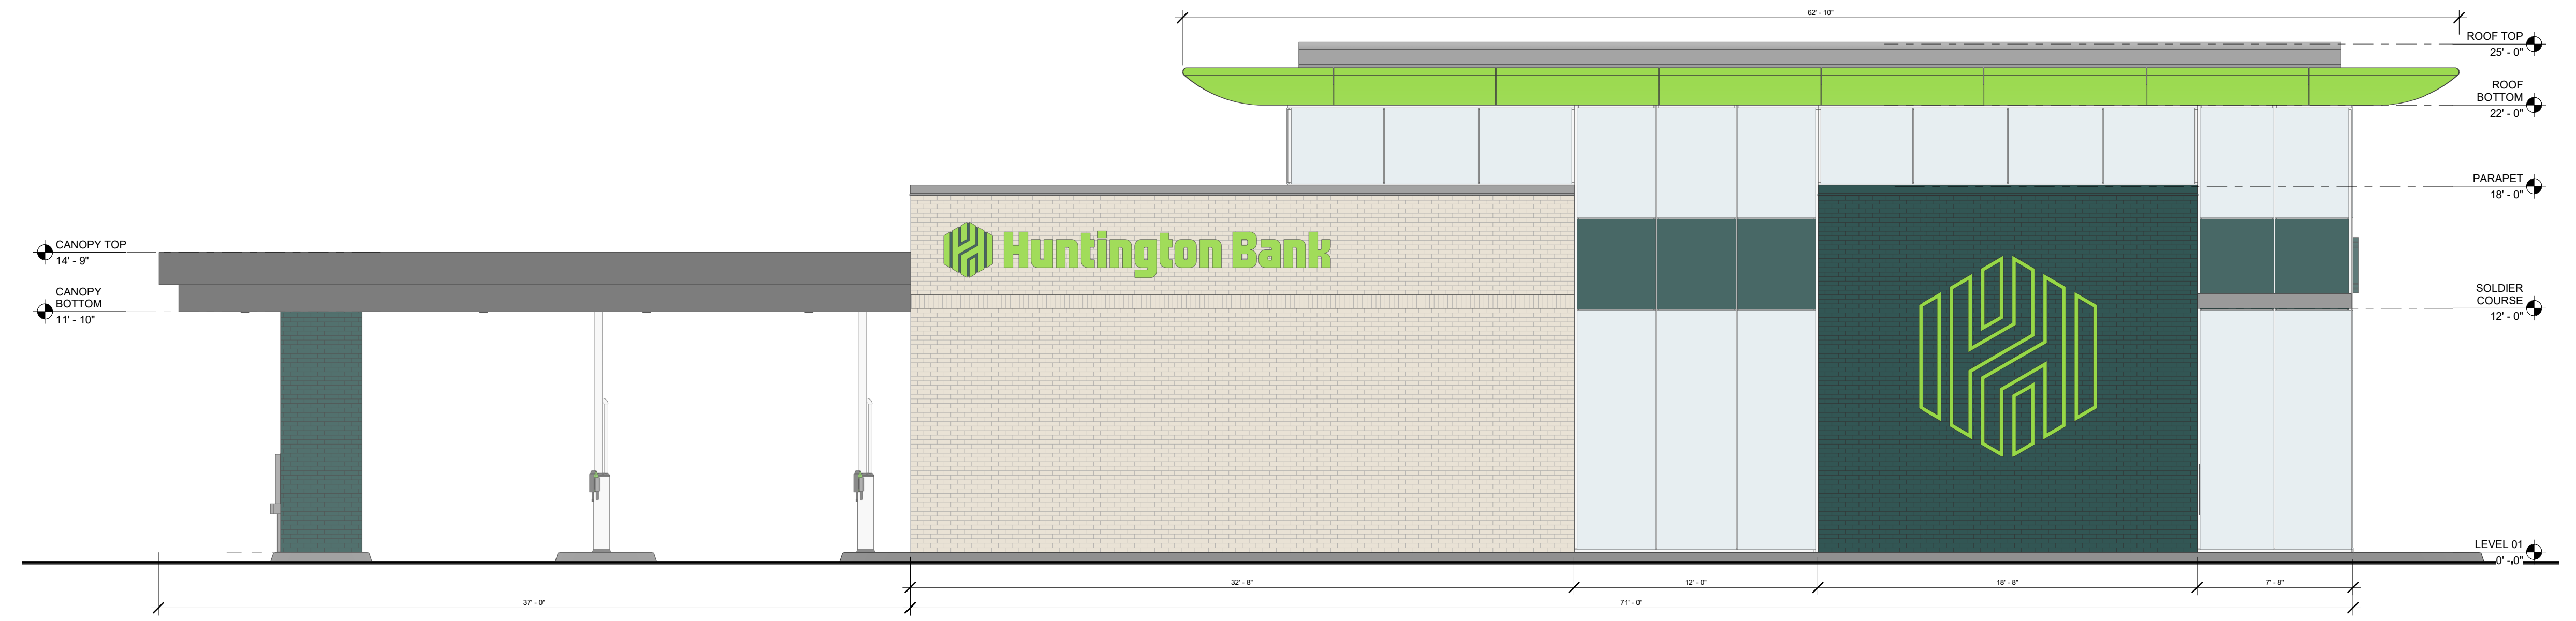 62' - 10"
ROOF TOP
25' - 0"
ROOF
BOTTOM
22' - 0"
PARAPET
18' - 0"
Huntington Bank
CANOPY TOP
14' - 9"
CANOPY
BOTTOM
11' - 10"
SOLDIER
COURSE
12' - 0"
LEVEL 01
0' - 0"
32' - 8"
12' - 0"
18' - 8"
7' - 8"
37' - 0"
71' - 0"